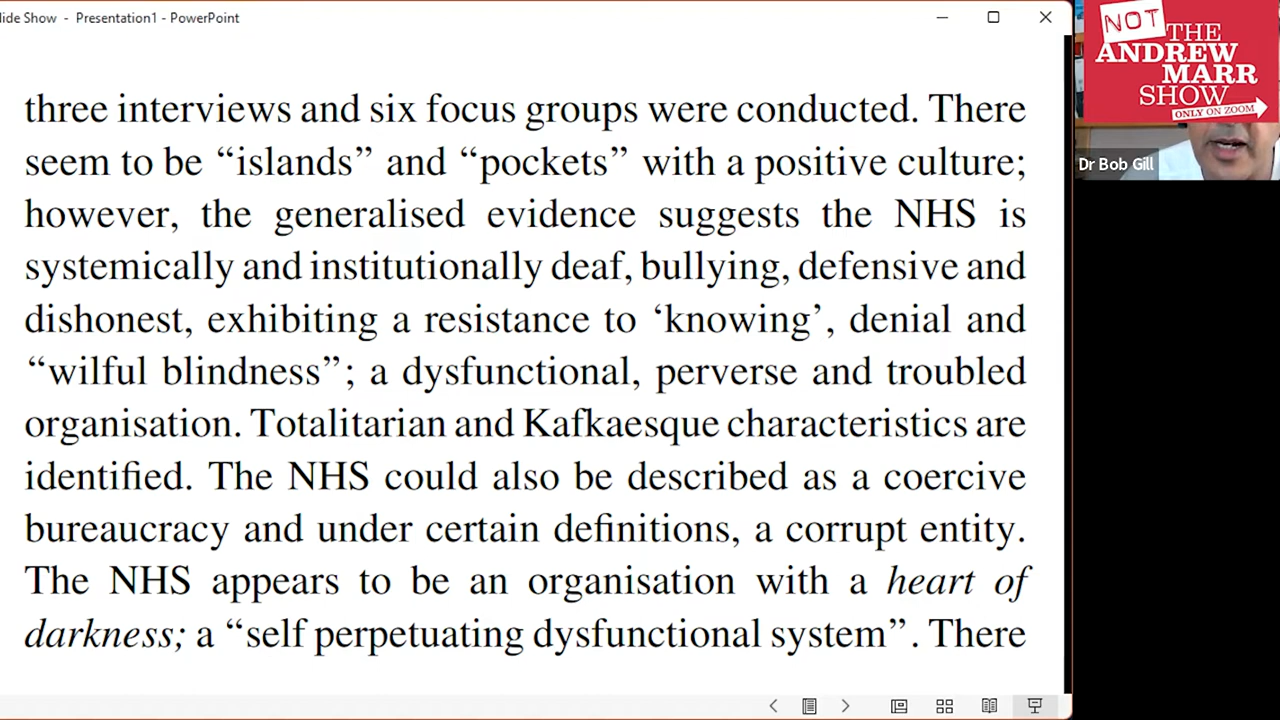 lide Show - Presentation1 - PowerPoint
three interviews and six focus groups were conducted. There
seem to be “islands” and “pockets” with a positive culture;
however, the generalised evidence suggests the NHS is
systemically and institutionally deaf, bullying, defensive and
dishonest, exhibiting a resistance to ‘knowing’, denial and
“wilful blindness”; a dysfunctional, perverse and troubled
organisation. Totalitarian and Kafkaesque characteristics are
identified. The NHS could also be described as a coercive
bureaucracy and under certain definitions, a corrupt entity.
The NHS appears to be an organisation with a heart of
darkness; a “self perpetuating dysfunctional system”. There
NOT
THE
ANDREW
MARR
SHOW
ONLY ON ZOOM
Dr Bob Gill